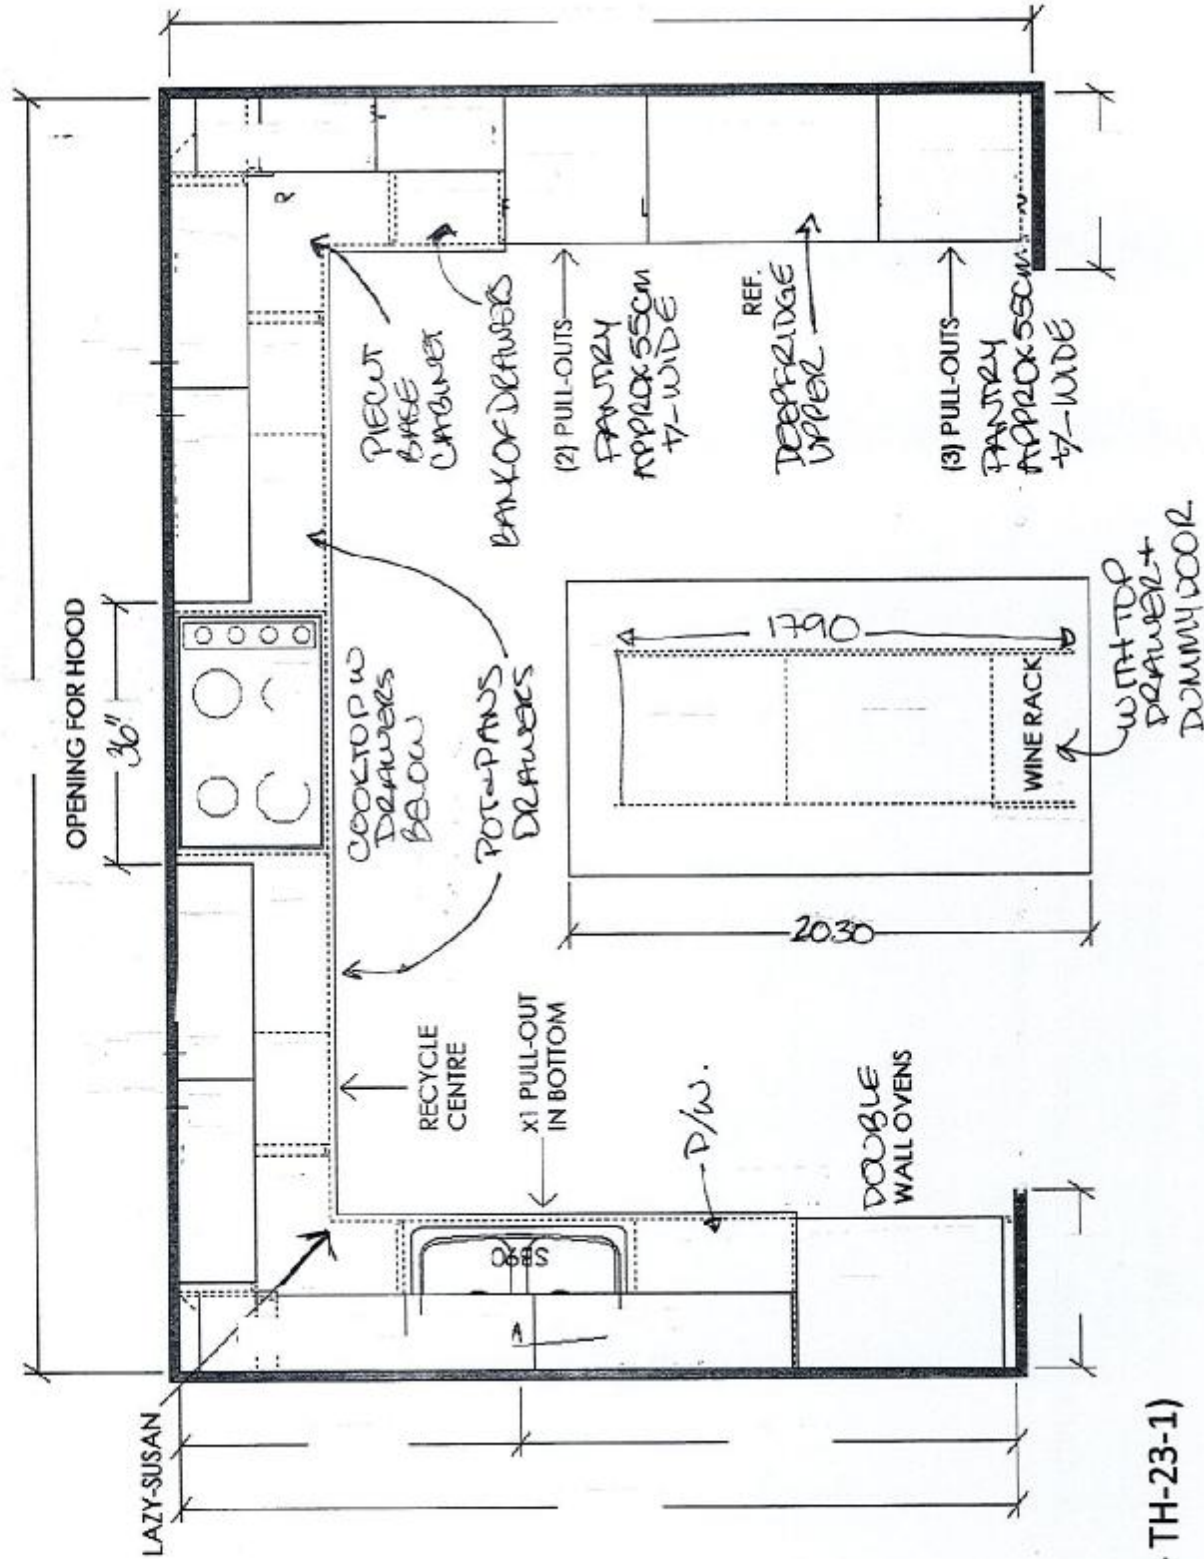 OPENING FOR HOOD
36"
LAZY-SUSAN
COOKTOP W
DRAWERS
BELOW
POT & PANS
DRAWERS
PIECUT
BASE
CABINET
BANK OF DRAWERS
(2) PULL-OUTS
PANTRY
APPROX 55CM
+/- WIDE
REF.
DEEP FRIDGE
UPPER
(3) PULL-OUTS
PANTRY
APPROX 55CM
+/- WIDE
RECYCLE
CENTRE
X1 PULL-OUT
IN BOTTOM
D/W.
DOUBLE
WALL OVENS
A
R
1790
2030
WINE RACK
WITH TOP
DRAWER +
DUMMY DOOR
TH-23-1)